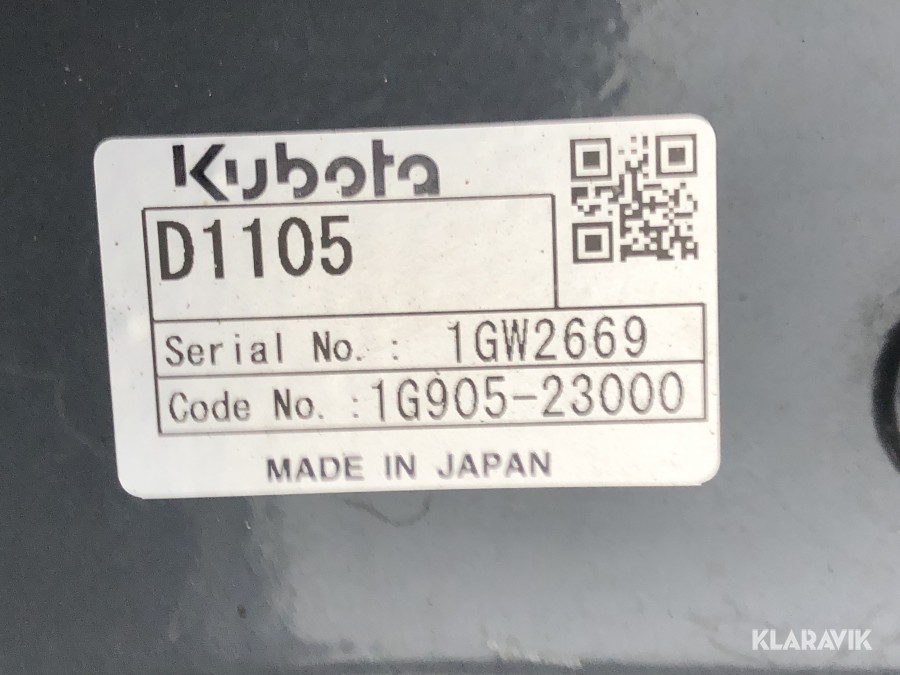 Kubota
D1105
Serial No. : 1GW2669
Code No. :1G905-23000
MADE IN JAPAN
KLARAVIK